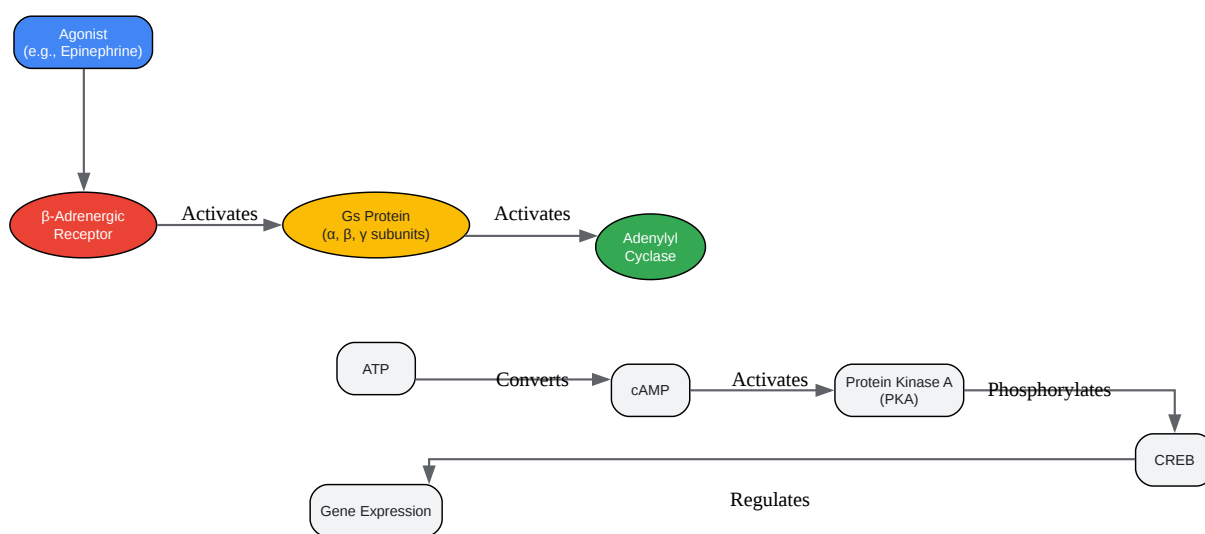 Agonist
(e.g., Epinephrine)
β-Adrenergic
Receptor
Activates
Gs Protein
(α, β, γ subunits)
Activates
Adenylyl
Cyclase
ATP
Converts
cAMP
Activates
Protein Kinase A
(PKA)
Phosphorylates
CREB
Regulates
Gene Expression